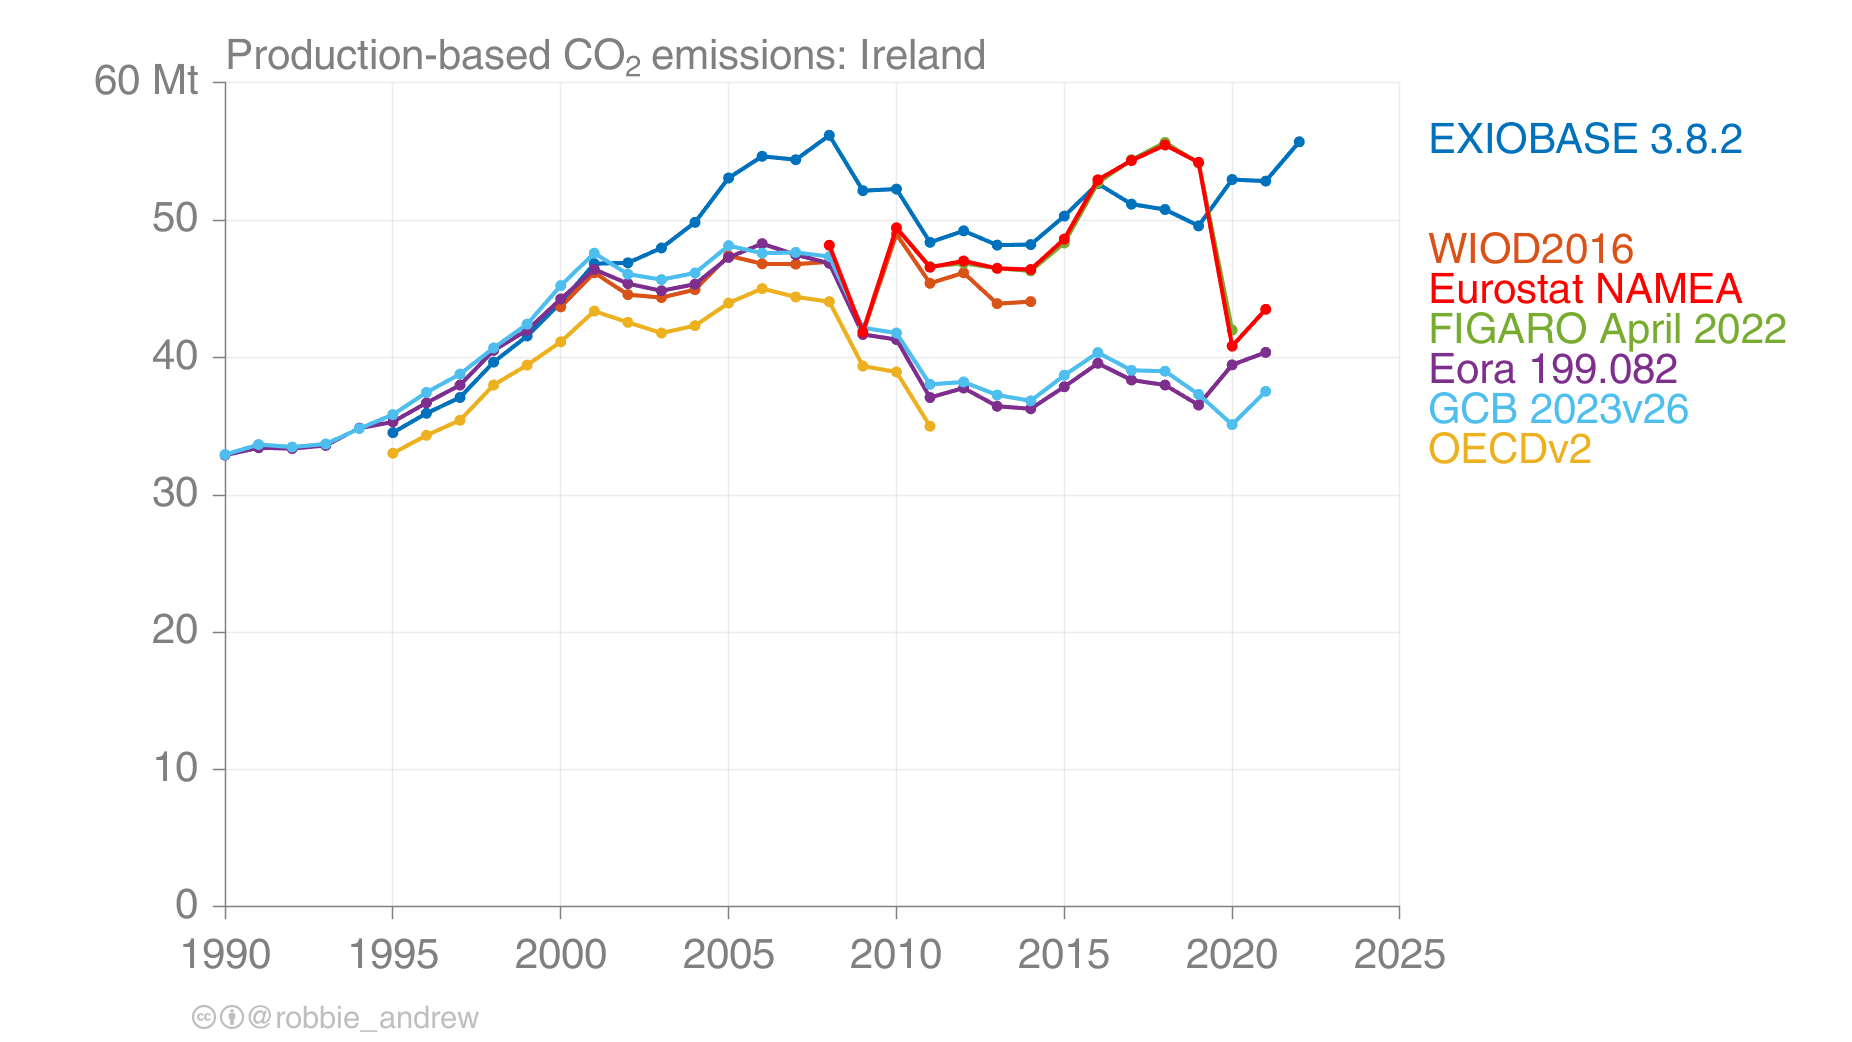 Production-based CO₂ emissions: Ireland
60 Mt
50
40
30
20
10
0
1990 1995 2000 2005 2010 2015 2020 2025
EXIOBASE 3.8.2
WIOD2016
Eurostat NAMEA
FIGARO April 2022
Eora 199.082
GCB 2023v26
OECDv2
@robbie_andrew